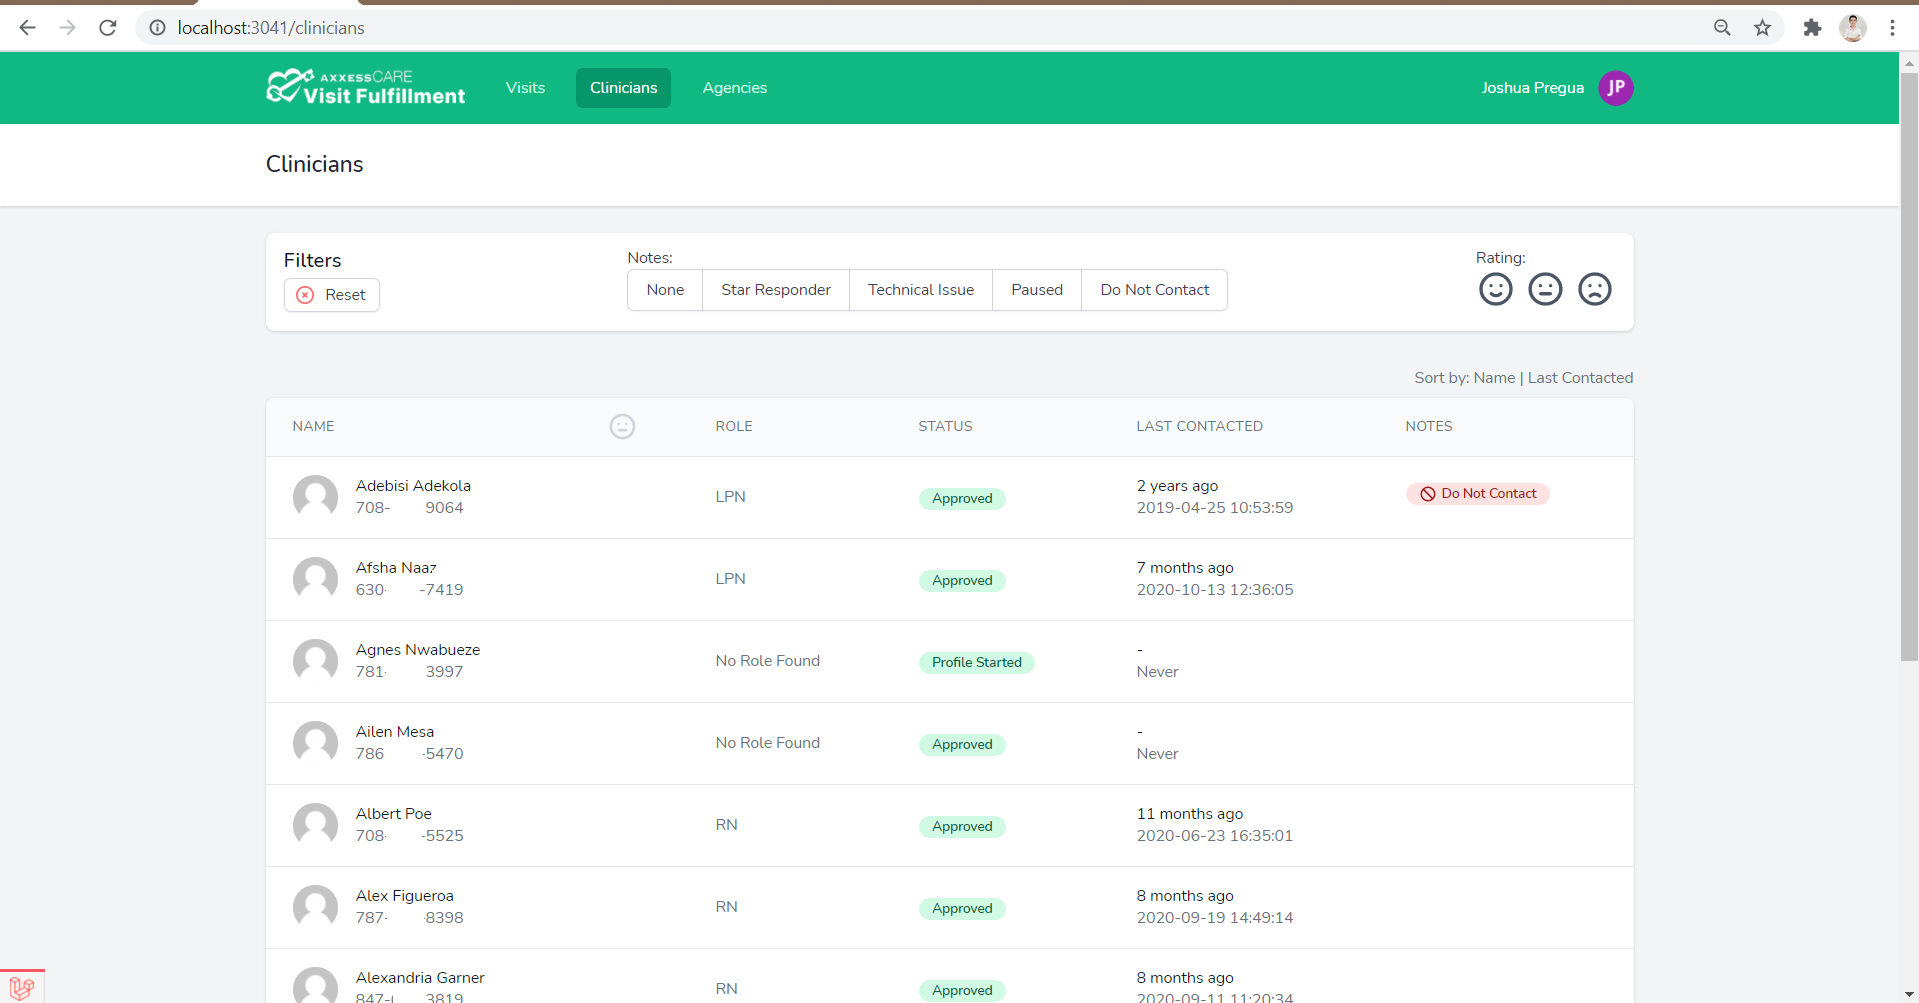 localhost:3041/clinicians
AXXESSCARE
Visit Fulfillment
Visits
Clinicians
Agencies
Joshua Pregua
JP
Clinicians
Filters
Reset
Notes:
None
Star Responder
Technical Issue
Paused
Do Not Contact
Rating:
Sort by: Name | Last Contacted
NAME
ROLE
STATUS
LAST CONTACTED
NOTES
Adebisi Adekola
708- 9064
LPN
Approved
2 years ago
2019-04-25 10:53:59
Do Not Contact
Afsha Naaz
630- -7419
LPN
Approved
7 months ago
2020-10-13 12:36:05
Agnes Nwabueze
781- 3997
No Role Found
Profile Started
-
Never
Ailen Mesa
786 -5470
No Role Found
Approved
-
Never
Albert Poe
708- -5525
RN
Approved
11 months ago
2020-06-23 16:35:01
Alex Figueroa
787- -8398
RN
Approved
8 months ago
2020-09-19 14:49:14
Alexandria Garner
847- 3819
RN
Approved
8 months ago
2020-09-11 11:20:34